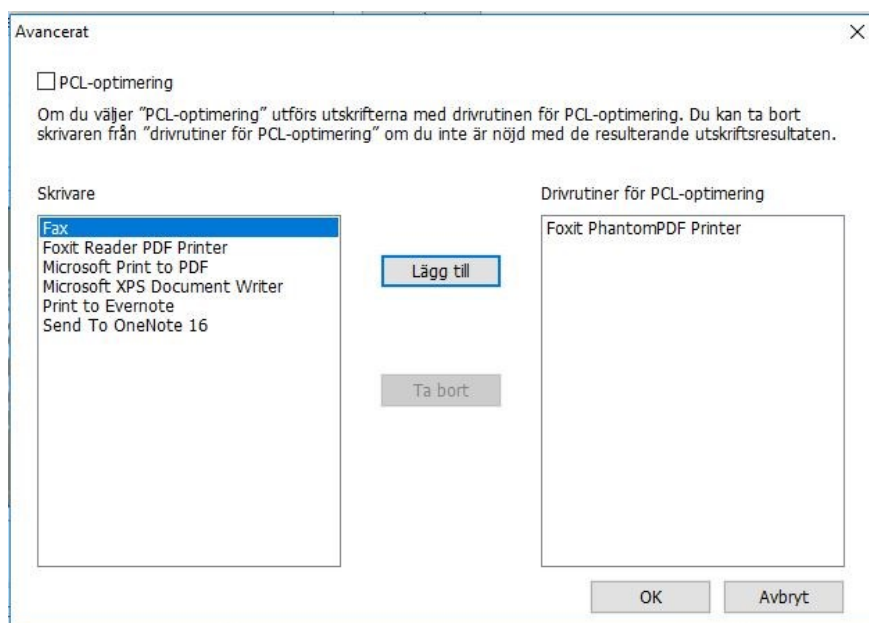 Avancerat
PCL-optimering
Om du väljer ”PCL-optimering” utförs utskrifterna med drivrutinen för PCL-optimering. Du kan ta bort
skrivaren från ”drivrutiner för PCL-optimering” om du inte är nöjd med de resulterande utskriftsresultaten.
Skrivare
Fax
Foxit Reader PDF Printer
Microsoft Print to PDF
Microsoft XPS Document Writer
Print to Evernote
Send To OneNote 16
Lägg till
Ta bort
Drivrutiner för PCL-optimering
Foxit PhantomPDF Printer
OK
Avbryt